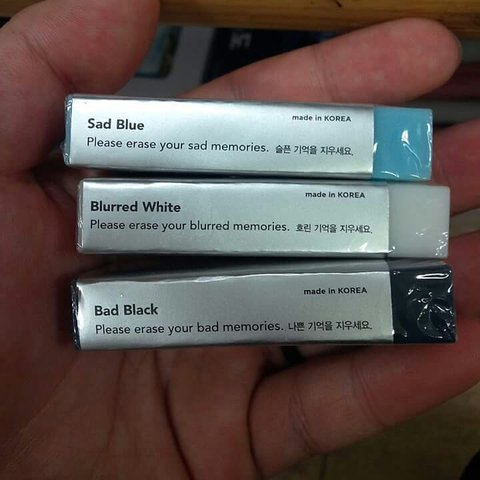 made in KOREA
Sad Blue
Please erase your sad memories. 슬픈 기억을 지우세요.
made in KOREA
Blurred White
Please erase your blurred memories. 흐린 기억을 지우세요.
made in KOREA
Bad Black
Please erase your bad memories. 나쁜 기억을 지우세요.